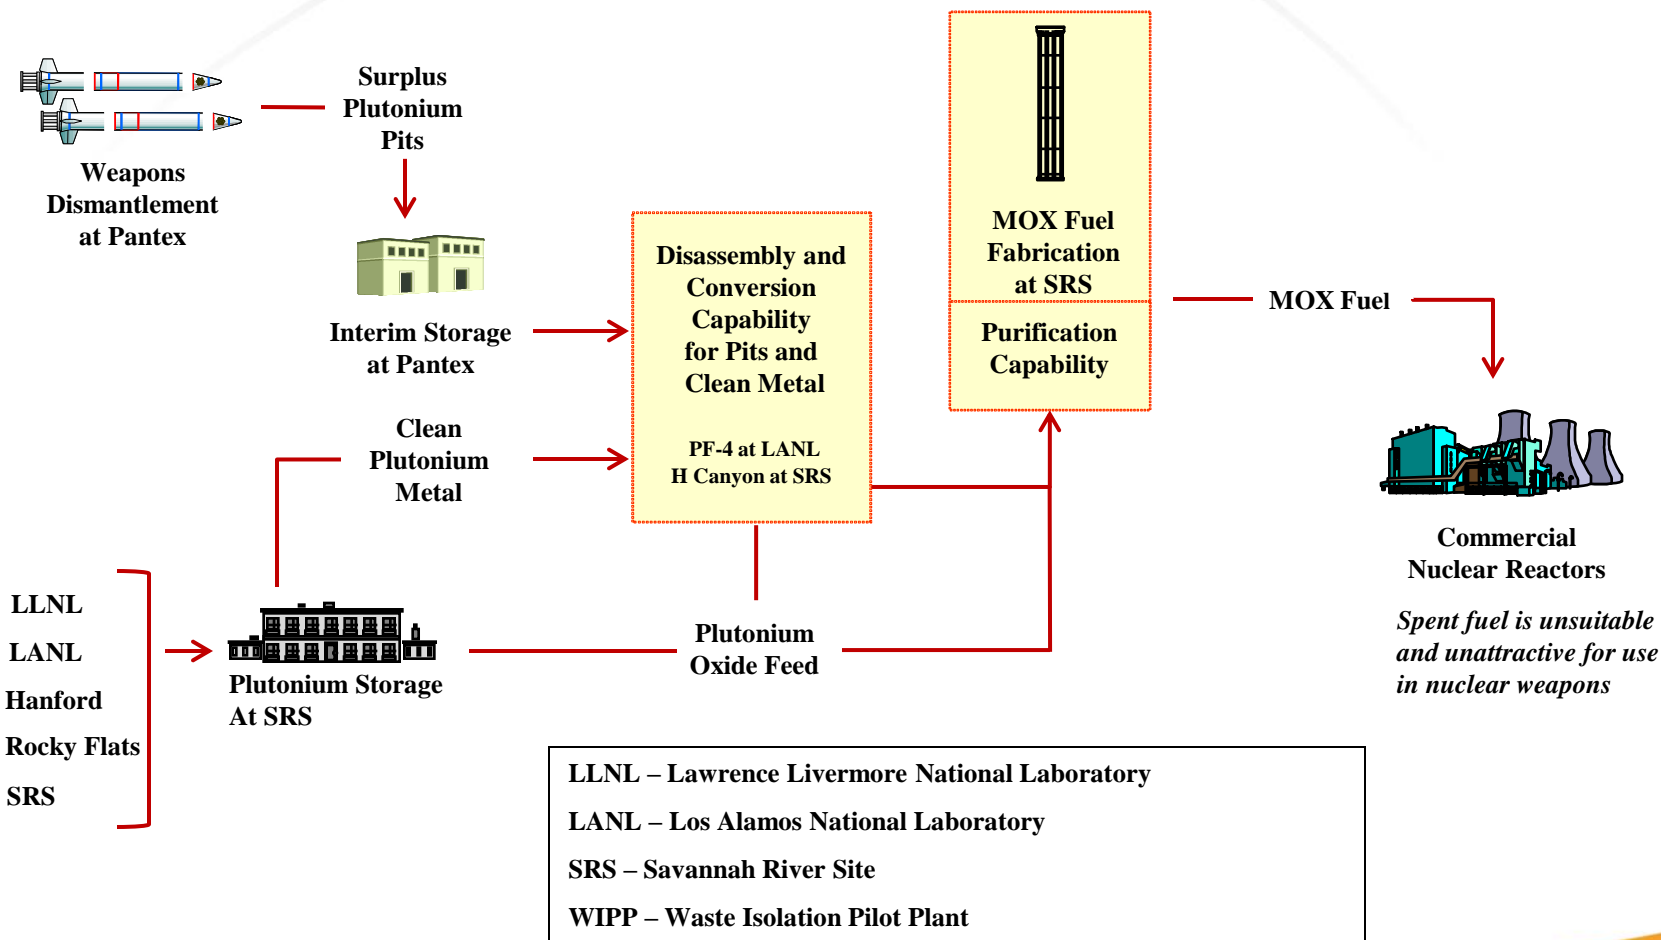 Weapons
Dismantlement
at Pantex
Surplus
Plutonium
Pits
Interim Storage
at Pantex
Clean
Plutonium
Metal
LLNL
LANL
Hanford
Rocky Flats
SRS
Plutonium Storage
At SRS
Disassembly and
Conversion
Capability
for Pits and
Clean Metal
PF-4 at LANL
H Canyon at SRS
Plutonium
Oxide Feed
MOX Fuel
Fabrication
at SRS
Purification
Capability
MOX Fuel
Commercial
Nuclear Reactors
Spent fuel is unsuitable
and unattractive for use
in nuclear weapons
LLNL – Lawrence Livermore National Laboratory
LANL – Los Alamos National Laboratory
SRS – Savannah River Site
WIPP – Waste Isolation Pilot Plant